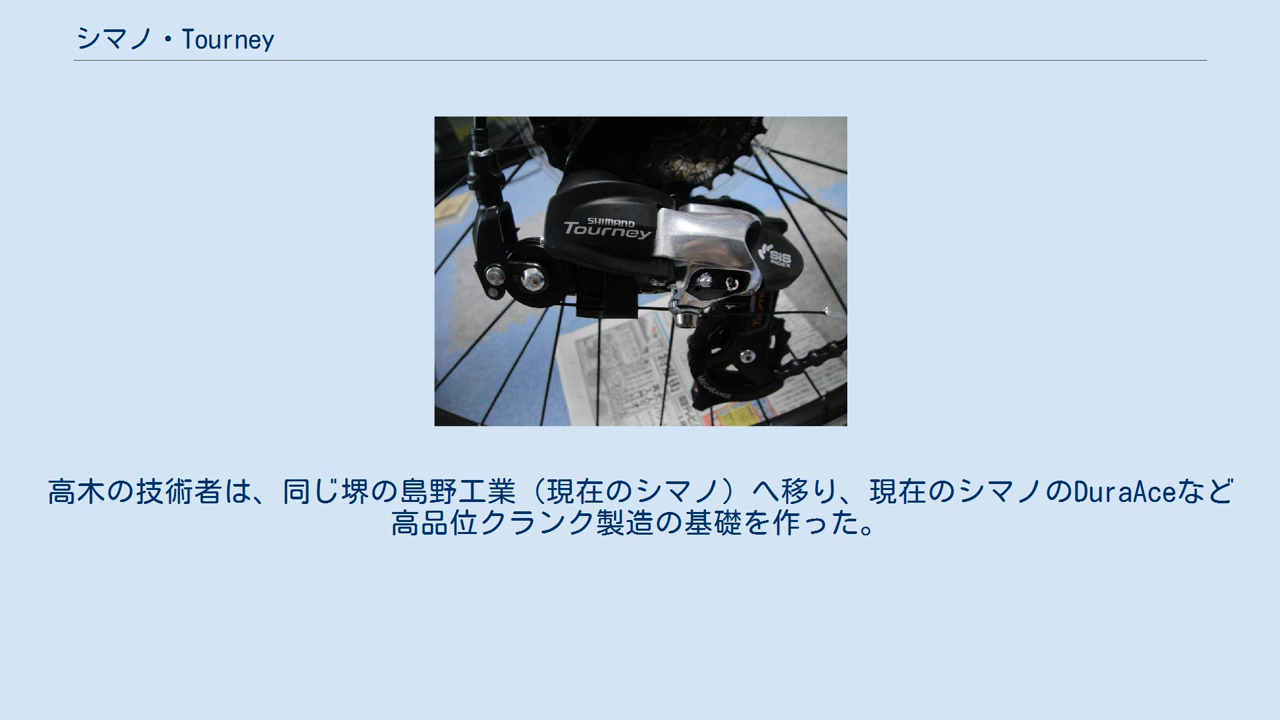 シマノ・Tourney
SHIMANO
Tourney
SIS
INDEX
高木の技術者は、同じ堺の島野工業（現在のシマノ）へ移り、現在のシマノのDuraAceなど
高品位クランク製造の基礎を作った。